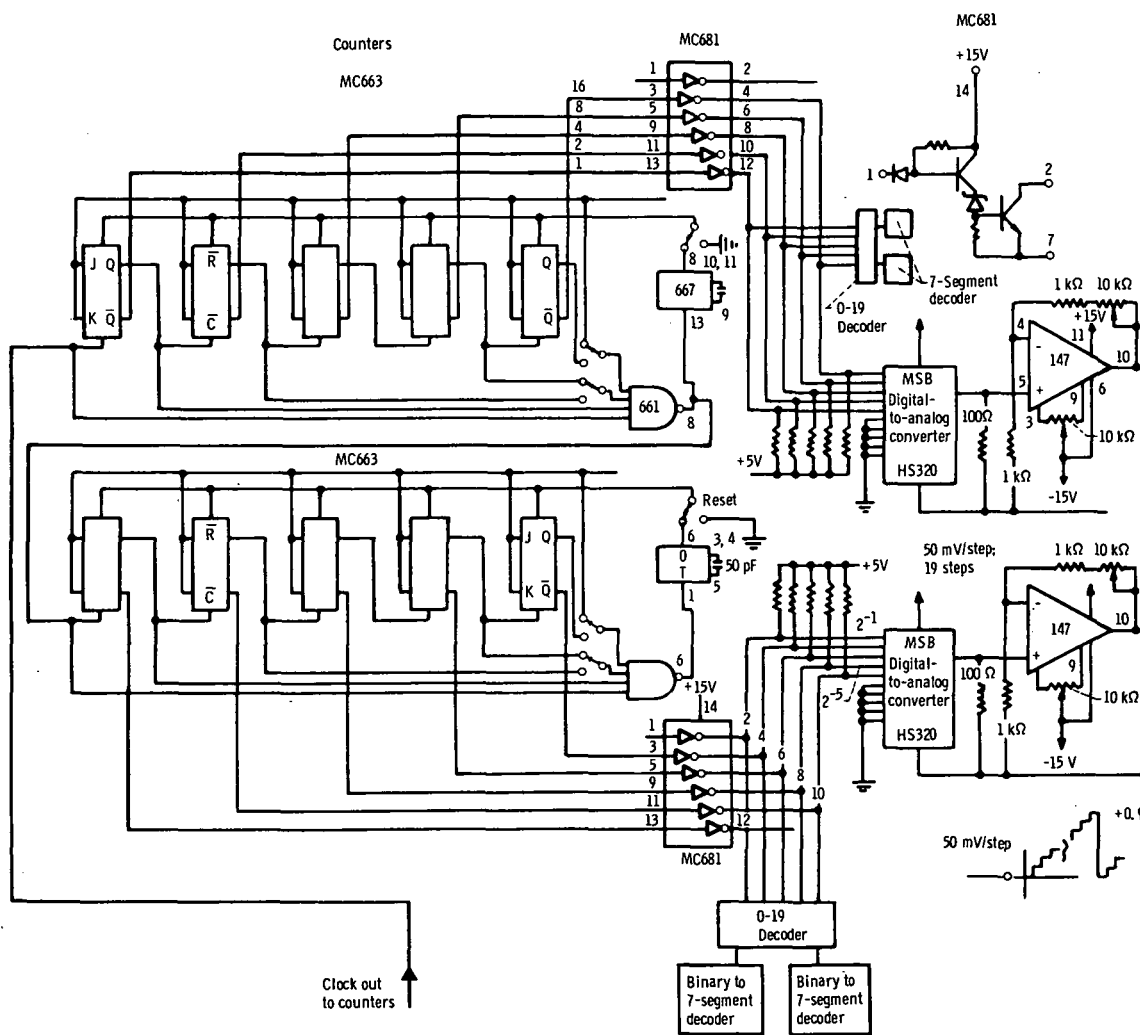 Counters
MC663
MC681
1 2
16 3 4
8 5 6
4 9 8
2 11 10
1 13 12
MC681
+15V
14
1
2
7
J Q
K Q̅
R̅
C̅
Q
Q̅
8 10, 11
667
9
13
661
8
0-19
Decoder
7-Segment
decoder
MSB
Digital-
to-analog
converter
HS320
+5V
100Ω
1 kΩ
1 kΩ 10 kΩ
+15V
4 11
-
147
10
5
+
9 6
3
10 kΩ
-15V
MC663
R̅
C̅
J Q
K Q̅
Reset
6 3, 4
0
T
50 pF
5
1
6
+15V
14
1 2
3 4
5 6
9 8
11 10
13 12
MC681
+5V
50 mV/step;
19 steps
2⁻¹
2⁻⁵
MSB
Digital-
to-analog
converter
HS320
100 Ω
1 kΩ
1 kΩ 10 kΩ
-
147
10
+
9
10 kΩ
-15 V
50 mV/step
0-19
Decoder
Binary to
7-segment
decoder
Binary to
7-segment
decoder
Clock out
to counters